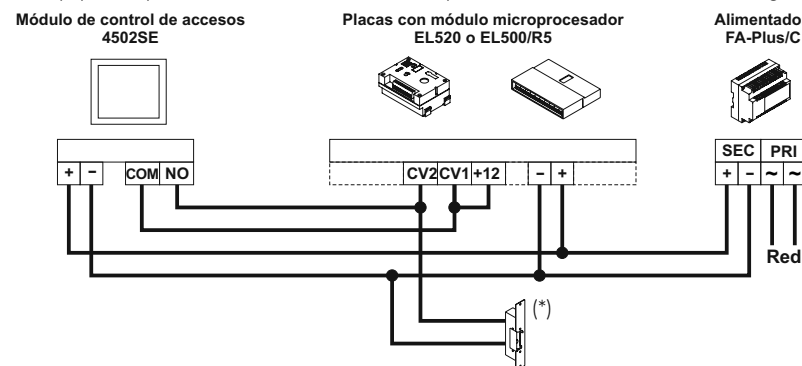 Módulo de control de accesos
4502SE
Placas con módulo microprocesador
EL520 o EL500/R5
Alimentado
FA-Plus/C
+ - COM NO
CV2 CV1 +12 - +
SEC PRI
+ - ~ ~
Red
(*)